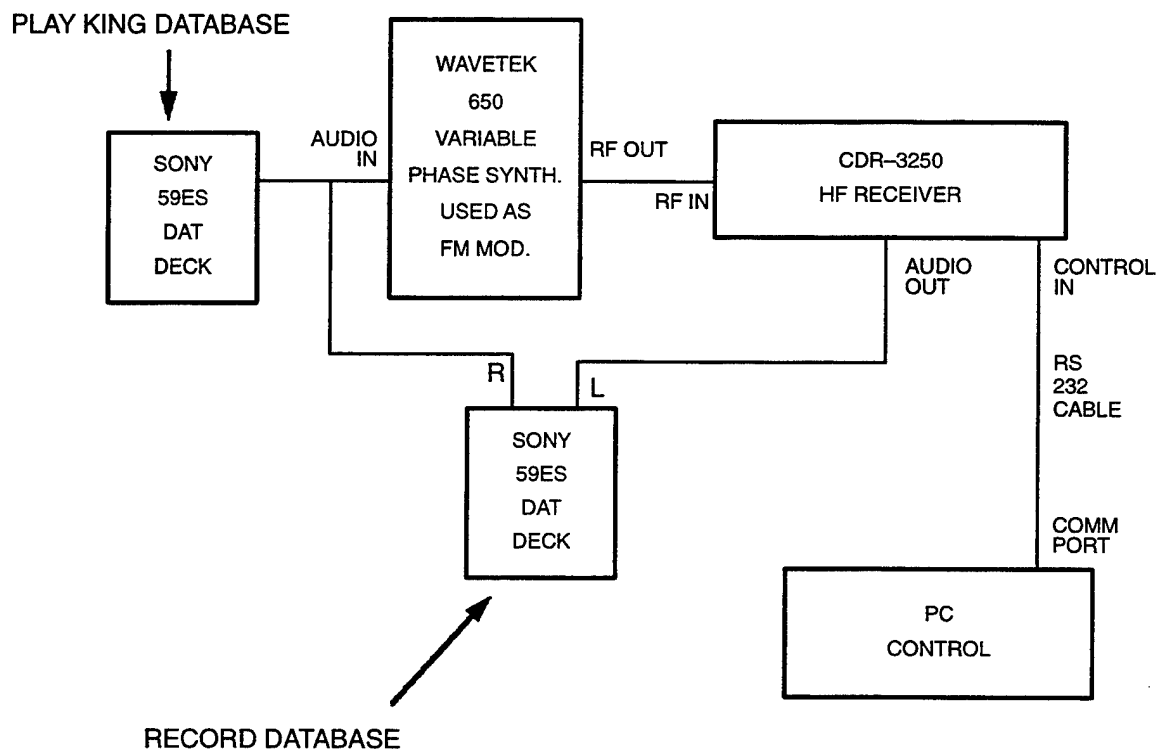 PLAY KING DATABASE
SONY
59ES
DAT
DECK
AUDIO
IN
WAVETEK
650
VARIABLE
PHASE SYNTH.
USED AS
FM MOD.
RF OUT
RF IN
CDR–3250
HF RECEIVER
AUDIO
OUT
CONTROL
IN
R
L
RS
232
CABLE
SONY
59ES
DAT
DECK
COMM
PORT
PC
CONTROL
RECORD DATABASE